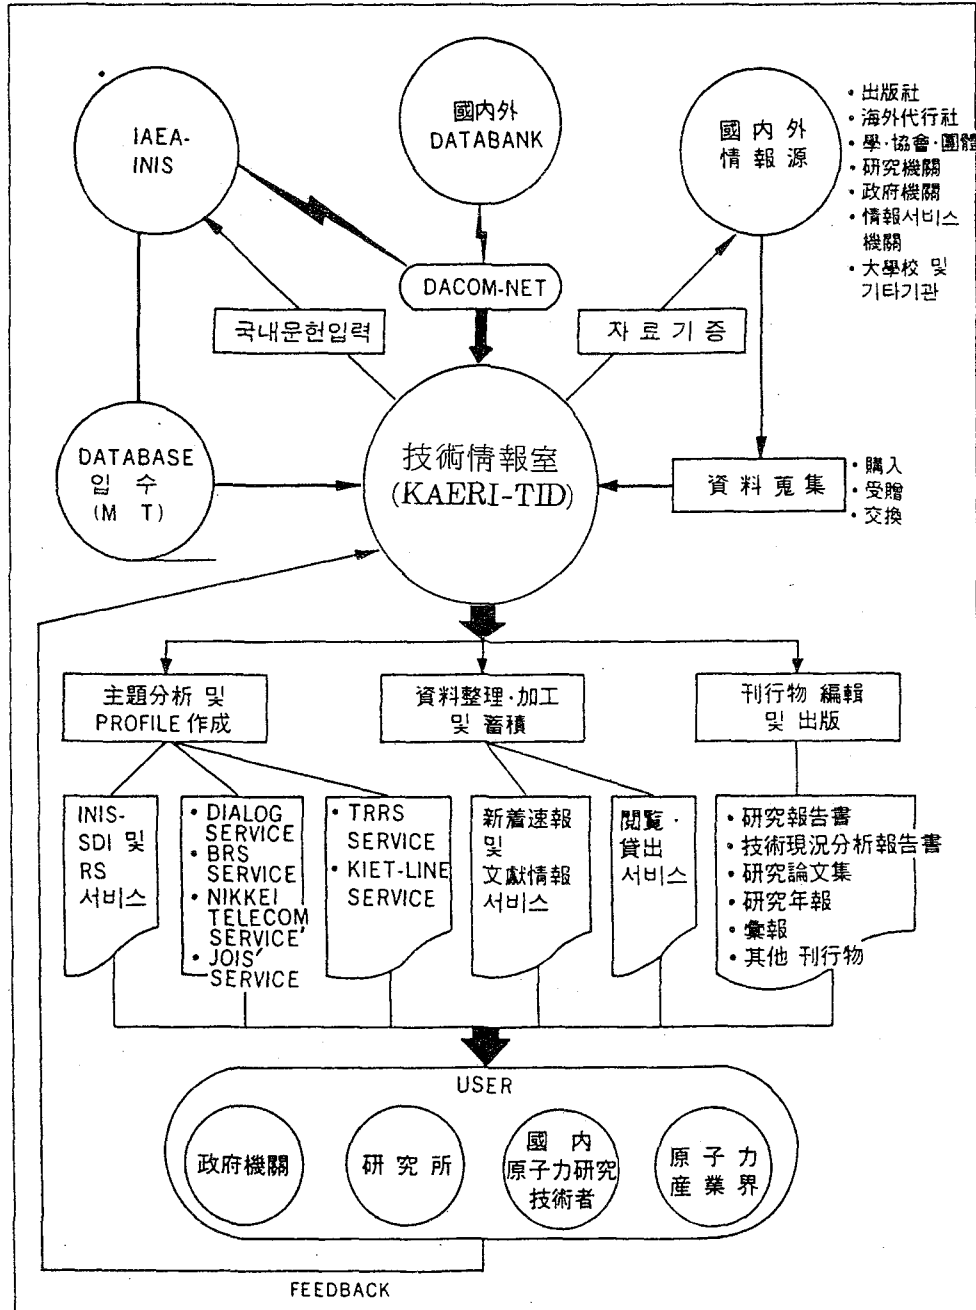 IAEA-
INIS
國內外
DATABANK
國內外
情報源
• 出版社
• 海外代行社
• 學·協會·團體
• 研究機關
• 政府機關
• 情報서비스
機關
• 大學校 및
기타기관
DACOM-NET
국내문헌입력
자료기증
DATABASE
입수
(M T)
技術情報室
(KAERI-TID)
資料蒐集
• 購入
• 受贈
• 交換
主題分析 및
PROFILE 作成
資料整理·加工
및 蓄積
刊行物 編輯
및 出版
INIS-
SDI 및
RS
서비스
• DIALOG
SERVICE
• BRS
SERVICE
• NIKKEI
TELECOM
SERVICE'
• JOIS'
SERVICE
• TRRS
SERVICE
• KIET-LINE
SERVICE
新着速報
및
文獻情報
서비스
閱覧·
貸出
서비스
• 研究報告書
• 技術現況分析報告書
• 研究論文集
• 研究年報
• 彙報
• 其他 刊行物
USER
政府機關
研究所
國內
原子力研究
技術者
原子力
産業界
FEEDBACK